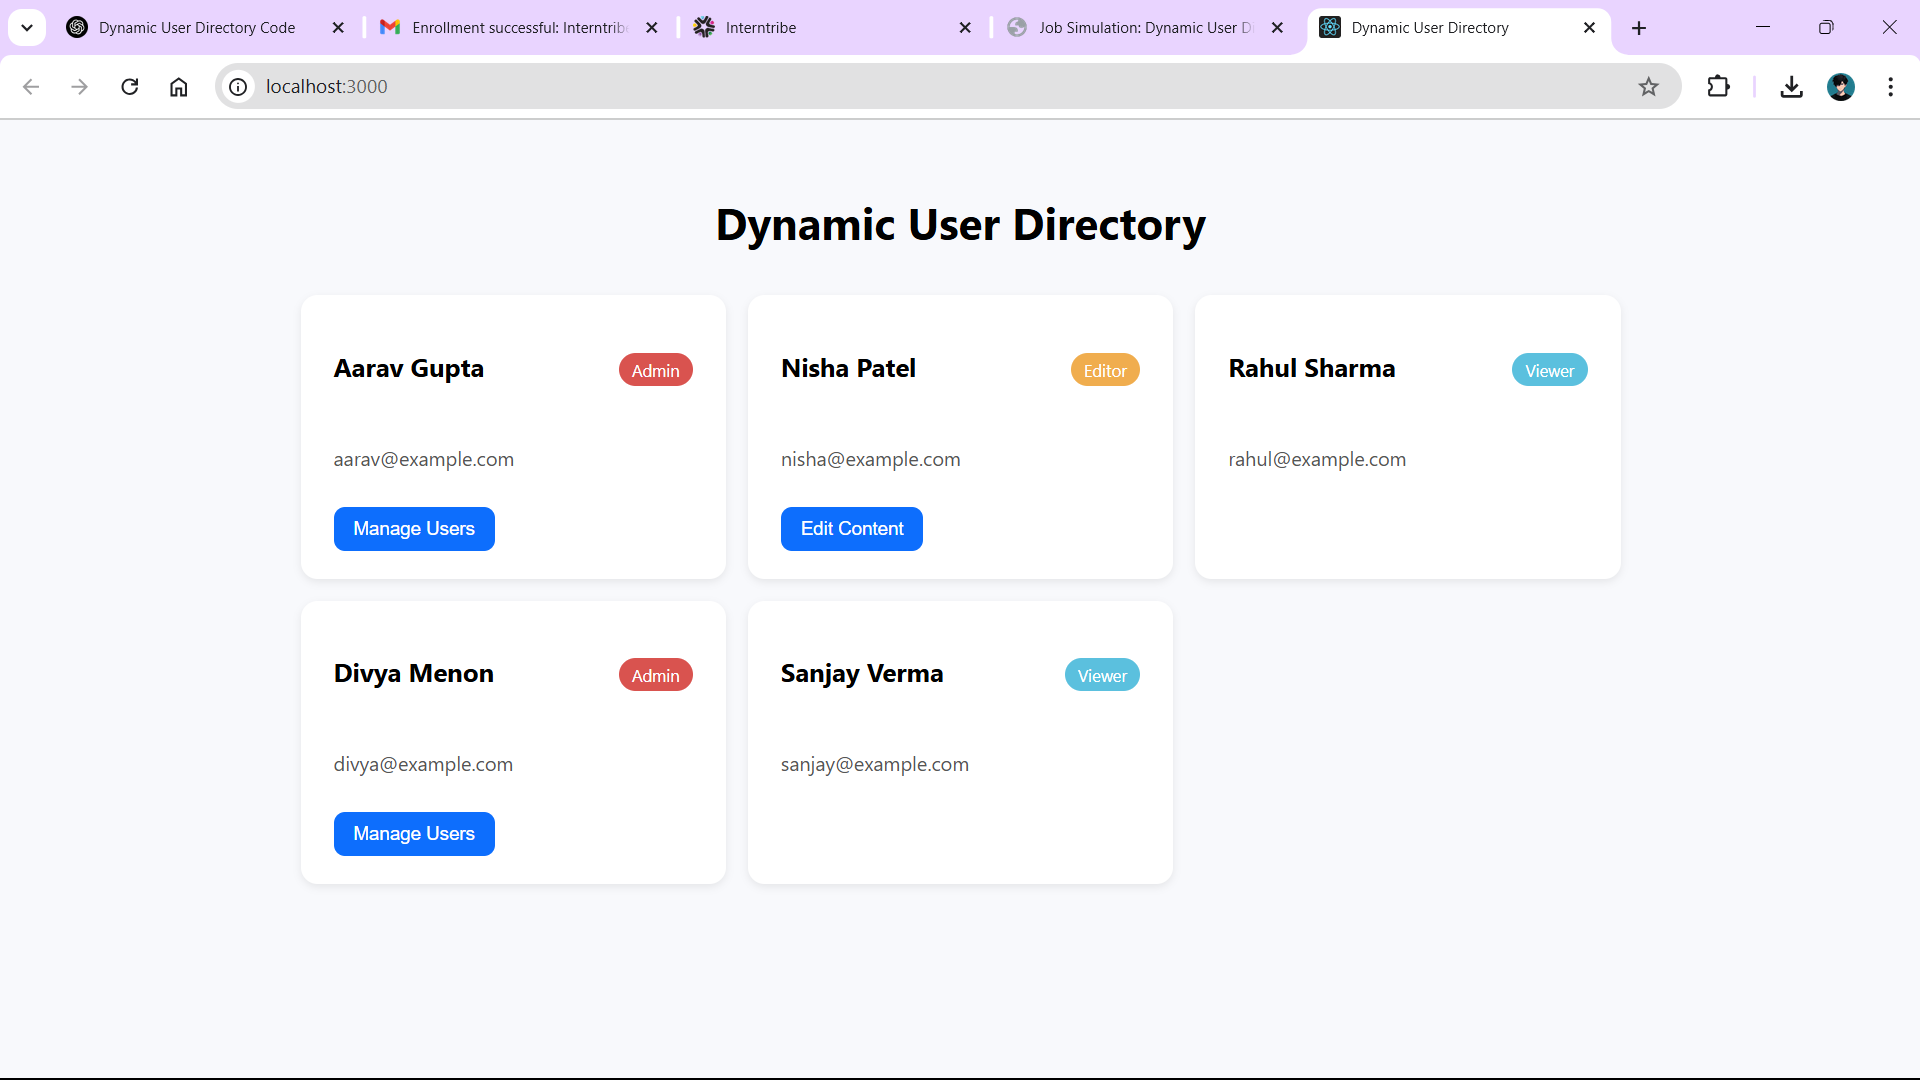 Dynamic User Directory Code
Enrollment successful: Interntribe
Interntribe
Job Simulation: Dynamic User D
Dynamic User Directory
localhost:3000
Dynamic User Directory
Aarav Gupta
Admin
aarav@example.com
Manage Users
Nisha Patel
Editor
nisha@example.com
Edit Content
Rahul Sharma
Viewer
rahul@example.com
Divya Menon
Admin
divya@example.com
Manage Users
Sanjay Verma
Viewer
sanjay@example.com